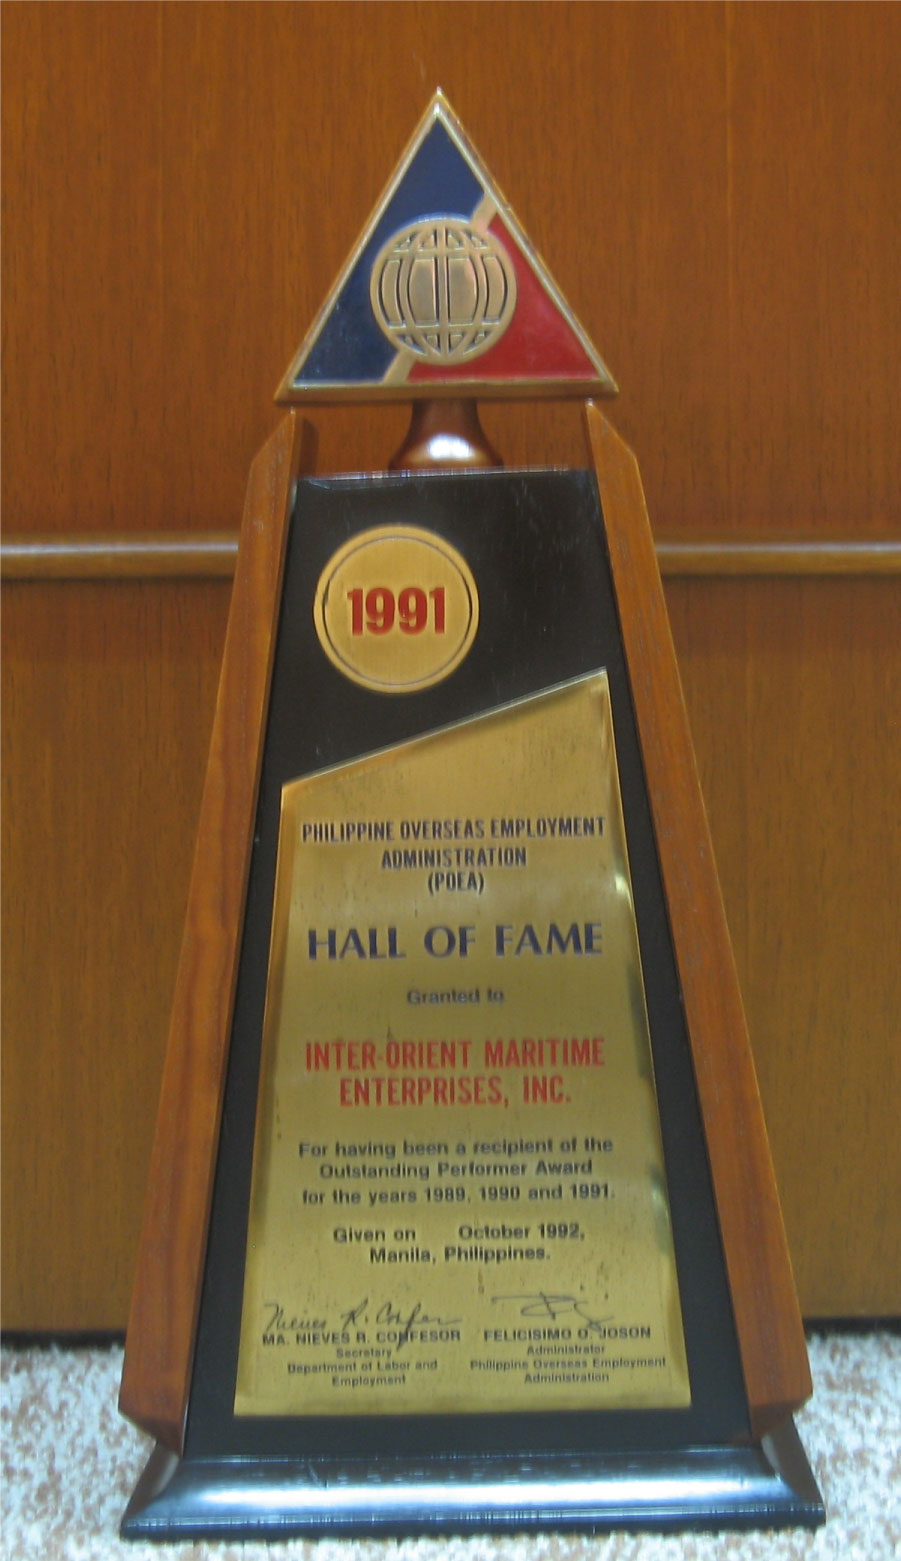 1991
PHILIPPINE OVERSEAS EMPLOYMENT
ADMINISTRATION
(POEA)
HALL OF FAME
Granted to
INTER-ORIENT MARITIME
ENTERPRISES, INC.
For having been a recipient of the
Outstanding Performer Award
for the years 1989, 1990 and 1991.
Given on October 1992,
Manila, Philippines.
Nieves R. Confesor
MA. NIEVES R. CONFESOR
Secretary
Department of Labor and
Employment
FELICISIMO O. JOSON
Administrator
Philippine Overseas Employment
Administration